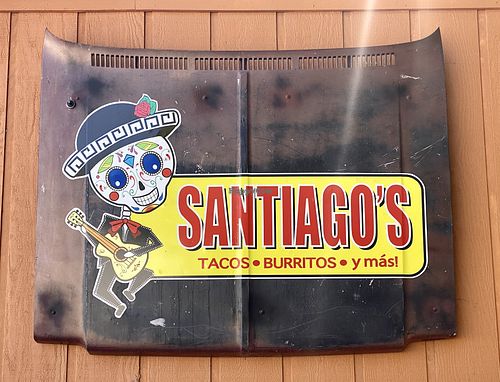 SANTIAGO'S
TACOS • BURRITOS • y más!